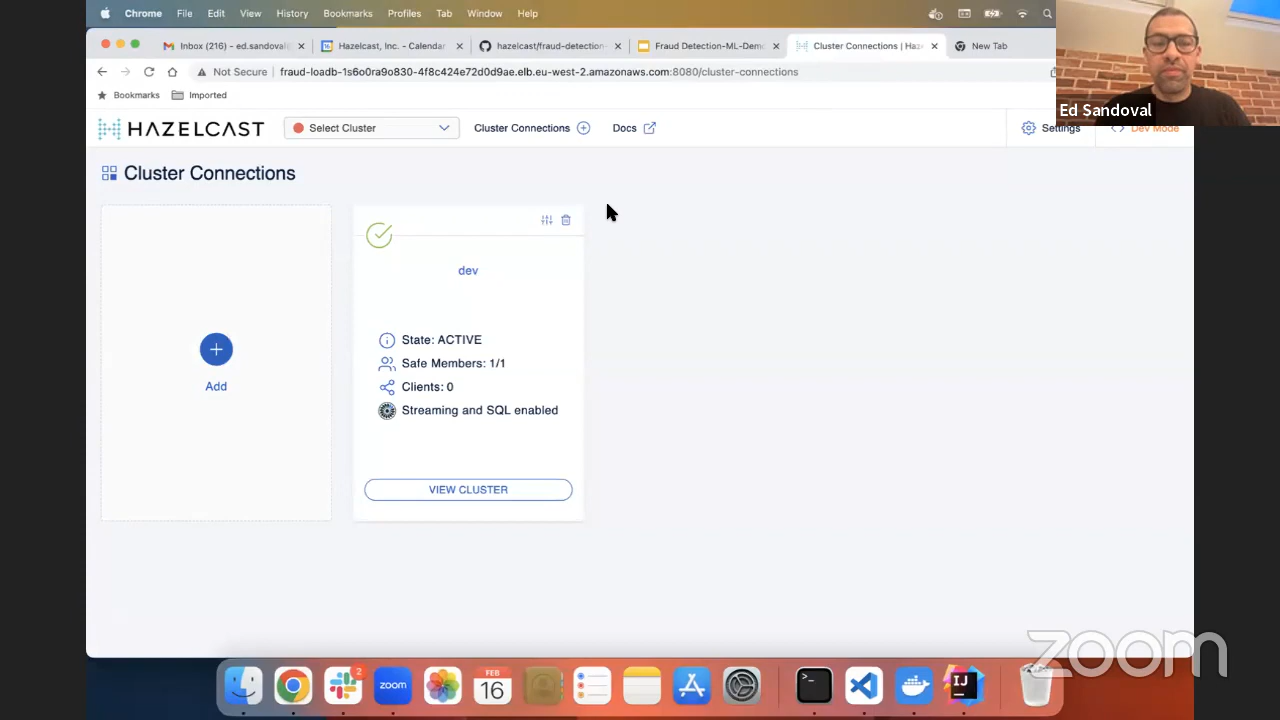 Chrome File Edit View History Bookmarks Profiles Tab Window Help
Inbox (216) - ed.sandoval Hazelcast, Inc. - Calendar hazelcast/fraud-detection- Fraud Detection-ML-Demo Cluster Connections | Haz New Tab
Not Secure fraud-loadb-1s6o0ra9o830-4f8c424e72d0d9ae.elb.eu-west-2.amazonaws.com:8080/cluster-connections
Bookmarks Imported
Ed Sandoval
HAZELCAST Select Cluster Cluster Connections Docs Settings Dev Mode
Cluster Connections
dev
State: ACTIVE
Safe Members: 1/1
Clients: 0
Streaming and SQL enabled
Add
VIEW CLUSTER
zoom
2
zoom
FEB
16
IJ